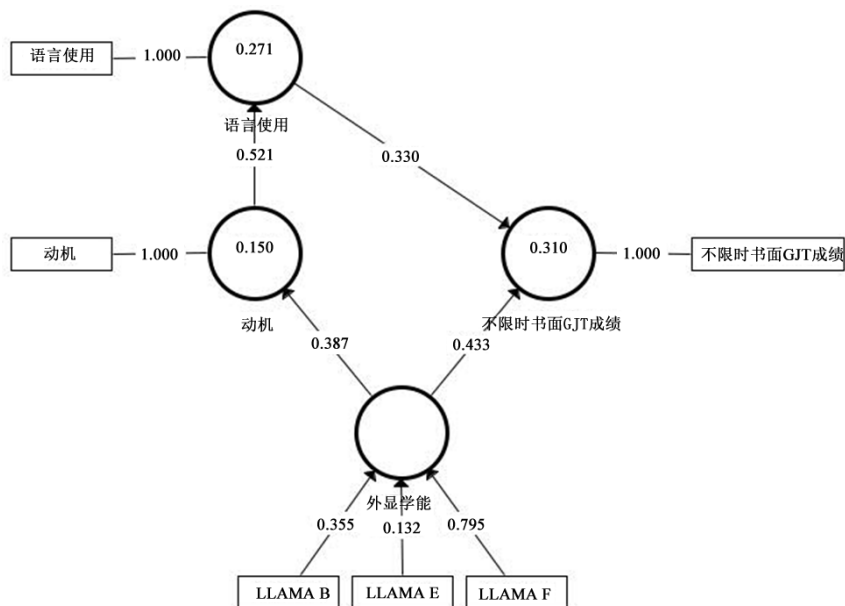 0.271
语言使用
1.000
语言使用
0.521
0.330
动机
1.000
0.150
0.310
1.000
不限时书面GJT成绩
动机
不限时书面GJT成绩
0.387
0.433
外显学能
0.355
0.132
0.795
LLAMA B
LLAMA E
LLAMA F